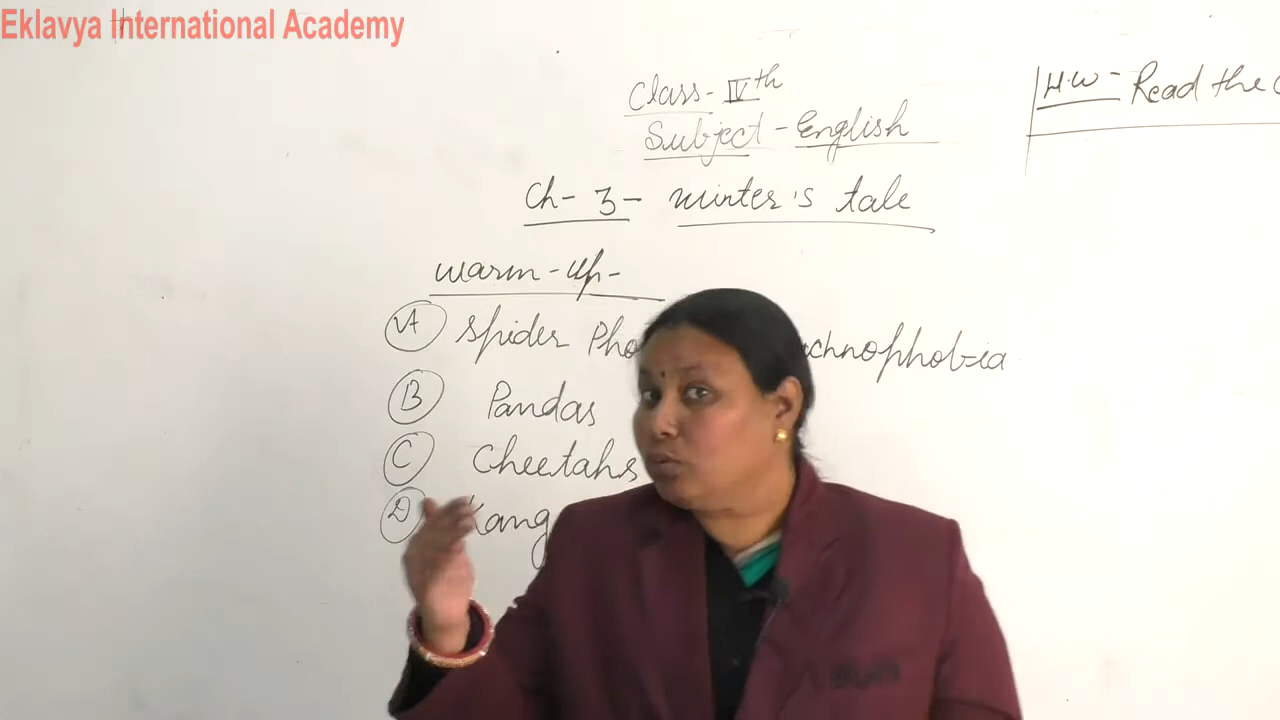 Eklavya International Academy
Class - IVth
Subject - English
H.W - Read the
Ch - 3 - Winter's tale
Warm - up -
A Spider Pho chnophobia
B Pandas
C Cheetahs
D Kang